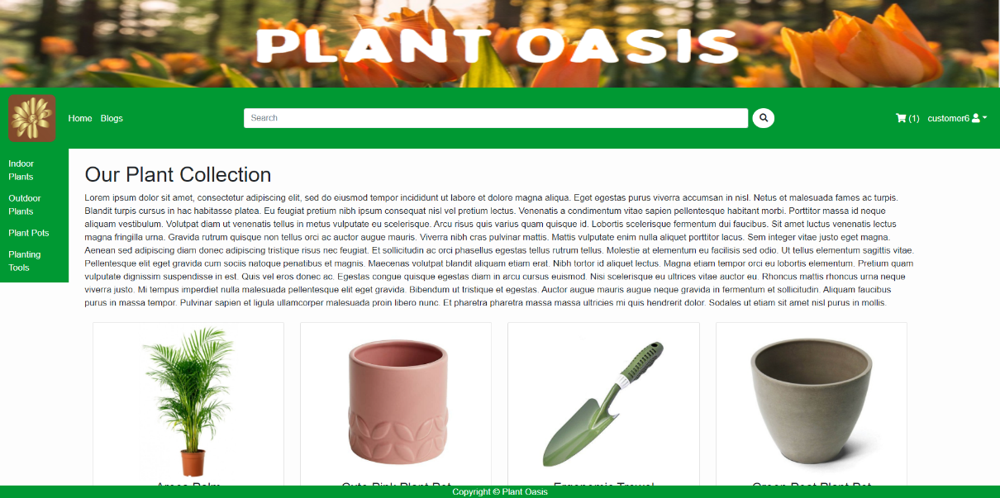 PLANT OASIS
Home Blogs Search (1) customer6
Indoor
Plants
Outdoor
Plants
Plant Pots
Planting
Tools
Our Plant Collection
Lorem ipsum dolor sit amet, consectetur adipiscing elit, sed do eiusmod tempor incididunt ut labore et dolore magna aliqua. Eget egestas purus viverra accumsan in nisl. Netus et malesuada fames ac turpis.
Blandit turpis cursus in hac habitasse platea. Eu feugiat pretium nibh ipsum consequat nisl vel pretium lectus. Venenatis a condimentum vitae sapien pellentesque habitant morbi. Porttitor massa id neque
aliquam vestibulum. Volutpat diam ut venenatis tellus in metus vulputate eu scelerisque. Arcu risus quis varius quam quisque id. Lobortis scelerisque fermentum dui faucibus. Sit amet luctus venenatis lectus
magna fringilla urna. Gravida rutrum quisque non tellus orci ac auctor augue mauris. Viverra nibh cras pulvinar mattis. Mattis vulputate enim nulla aliquet porttitor lacus. Sem integer vitae justo eget magna.
Aenean sed adipiscing diam donec adipiscing tristique risus nec feugiat. Et sollicitudin ac orci phasellus egestas tellus rutrum tellus. Molestie at elementum eu facilisis sed odio. Ut tellus elementum sagittis vitae.
Pellentesque elit eget gravida cum sociis natoque penatibus et magnis. Maecenas volutpat blandit aliquam etiam erat. Nibh tortor id aliquet lectus. Magna etiam tempor orci eu lobortis elementum. Pretium quam
vulputate dignissim suspendisse in est. Quis vel eros donec ac. Egestas congue quisque egestas diam in arcu cursus euismod. Nisi scelerisque eu ultrices vitae auctor eu. Rhoncus mattis rhoncus urna neque
viverra justo. Mi tempus imperdiet nulla malesuada pellentesque elit eget gravida. Bibendum ut tristique et egestas. Auctor augue mauris augue neque gravida in fermentum et sollicitudin. Aliquam faucibus
purus in massa tempor. Pulvinar sapien et ligula ullamcorper malesuada proin libero nunc. Et pharetra pharetra massa massa ultricies mi quis hendrerit dolor. Sodales ut etiam sit amet nisl purus in mollis.
Copyright © Plant Oasis